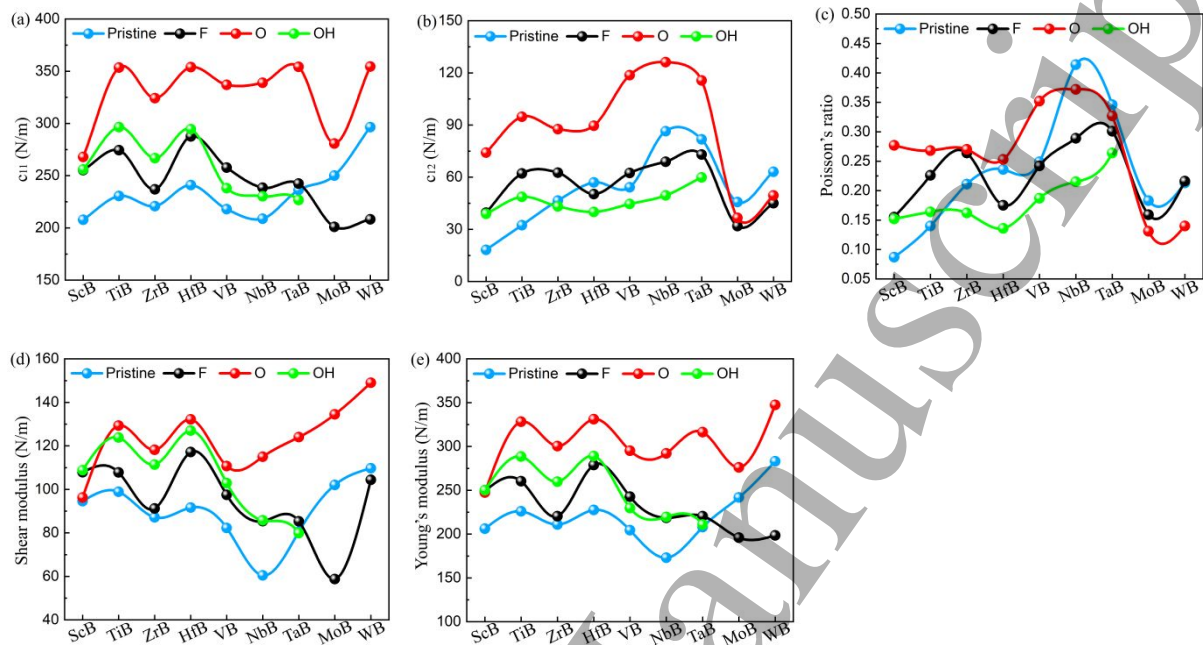 (a)
Pristine F O OH
c11 (N/m)
400
350
300
250
200
150
ScB TiB ZrB HfB VB NbB TaB MoB WB
(b)
Pristine F O OH
c12 (N/m)
150
120
90
60
30
0
ScB TiB ZrB HfB VB NbB TaB MoB WB
(c)
Pristine F O OH
Poisson's ratio
0.50
0.45
0.40
0.35
0.30
0.25
0.20
0.15
0.10
0.05
ScB TiB ZrB HfB VB NbB TaB MoB WB
(d)
Pristine F O OH
Shear modulus (N/m)
160
140
120
100
80
60
40
ScB TiB ZrB HfB VB NbB TaB MoB WB
(e)
Pristine F O OH
Young's modulus (N/m)
400
350
300
250
200
150
100
ScB TiB ZrB HfB VB NbB TaB MoB WB
anuscrip